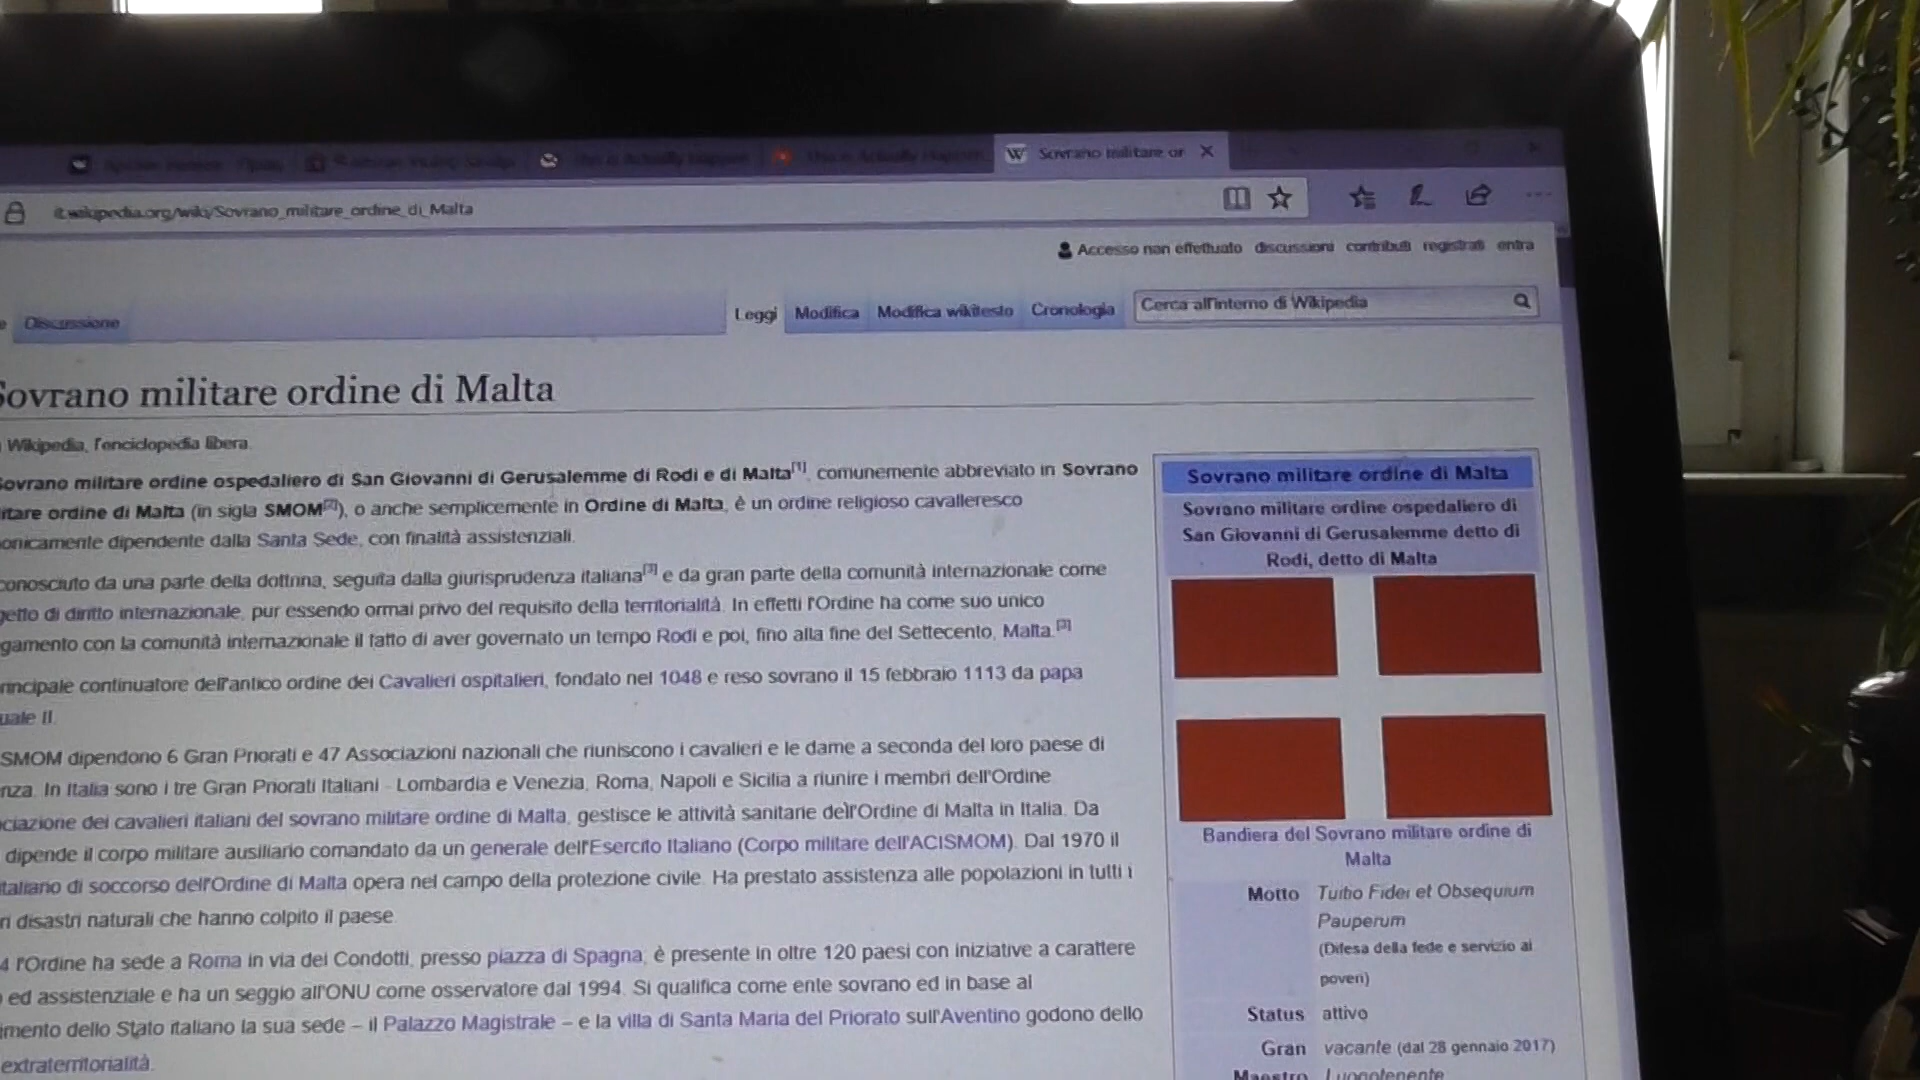 Sovrano militare or
it.wikipedia.org/wiki/Sovrano_militare_ordine_di_Malta
Accesso non effettuato discussioni contributi registrati entra
Discussione
Leggi Modifica Modifica wikitesto Cronologia Cerca all'interno di Wikipedia
Sovrano militare ordine di Malta
Wikipedia, l'enciclopedia libera.
ovrano militare ordine ospedaliero di San Giovanni di Gerusalemme di Rodi e di Malta[1], comunemente abbreviato in Sovrano
itare ordine di Malta (in sigla SMOM[2]), o anche semplicemente in Ordine di Malta, è un ordine religioso cavalleresco
onicamente dipendente dalla Santa Sede, con finalità assistenziali.
conosciuto da una parte della dottrina, seguita dalla giurisprudenza italiana[3] e da gran parte della comunità internazionale come
getto di diritto internazionale, pur essendo ormai privo del requisito della territorialità. In effetti l'Ordine ha come suo unico
gamento con la comunità internazionale il fatto di aver governato un tempo Rodi e poi, fino alla fine del Settecento, Malta.[3]
rincipale continuatore dell'antico ordine dei Cavalieri ospitalieri, fondato nel 1048 e reso sovrano il 15 febbraio 1113 da papa
uale II.
SMOM dipendono 6 Gran Priorati e 47 Associazioni nazionali che riuniscono i cavalieri e le dame a seconda del loro paese di
nza. In Italia sono i tre Gran Priorati Italiani - Lombardia e Venezia, Roma, Napoli e Sicilia a riunire i membri dell'Ordine
ciazione dei cavalieri italiani del sovrano militare ordine di Malta, gestisce le attività sanitarie dell'Ordine di Malta in Italia. Da
dipende il corpo militare ausiliario comandato da un generale dell'Esercito Italiano (Corpo militare dell'ACISMOM). Dal 1970 il
italiano di soccorso dell'Ordine di Malta opera nel campo della protezione civile. Ha prestato assistenza alle popolazioni in tutti i
ri disastri naturali che hanno colpito il paese.
4 l'Ordine ha sede a Roma in via dei Condotti, presso piazza di Spagna; è presente in oltre 120 paesi con iniziative a carattere
ed assistenziale e ha un seggio all'ONU come osservatore dal 1994. Si qualifica come ente sovrano ed in base al
imento dello Stato italiano la sua sede – il Palazzo Magistrale – e la villa di Santa Maria del Priorato sull'Aventino godono dello
extraterritorialità.
Sovrano militare ordine di Malta
Sovrano militare ordine ospedaliero di
San Giovanni di Gerusalemme detto di
Rodi, detto di Malta
Bandiera del Sovrano militare ordine di
Malta
Motto Tuitio Fidei et Obsequium
Pauperum
(Difesa della fede e servizio ai
poveri)
Status attivo
Gran vacante (dal 28 gennaio 2017)
Maestro Luogotenente